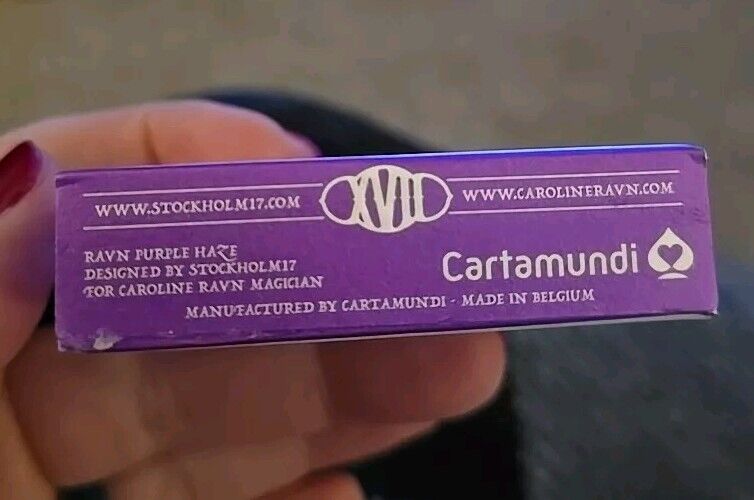 WWW.STOCKHOLM17.COM XVII WWW.CAROLINERAVN.COM
RAVN PURPLE HAZE
DESIGNED BY STOCKHOLM17
FOR CAROLINE RAVN MAGICIAN
Cartamundi
MANUFACTURED BY CARTAMUNDI - MADE IN BELGIUM